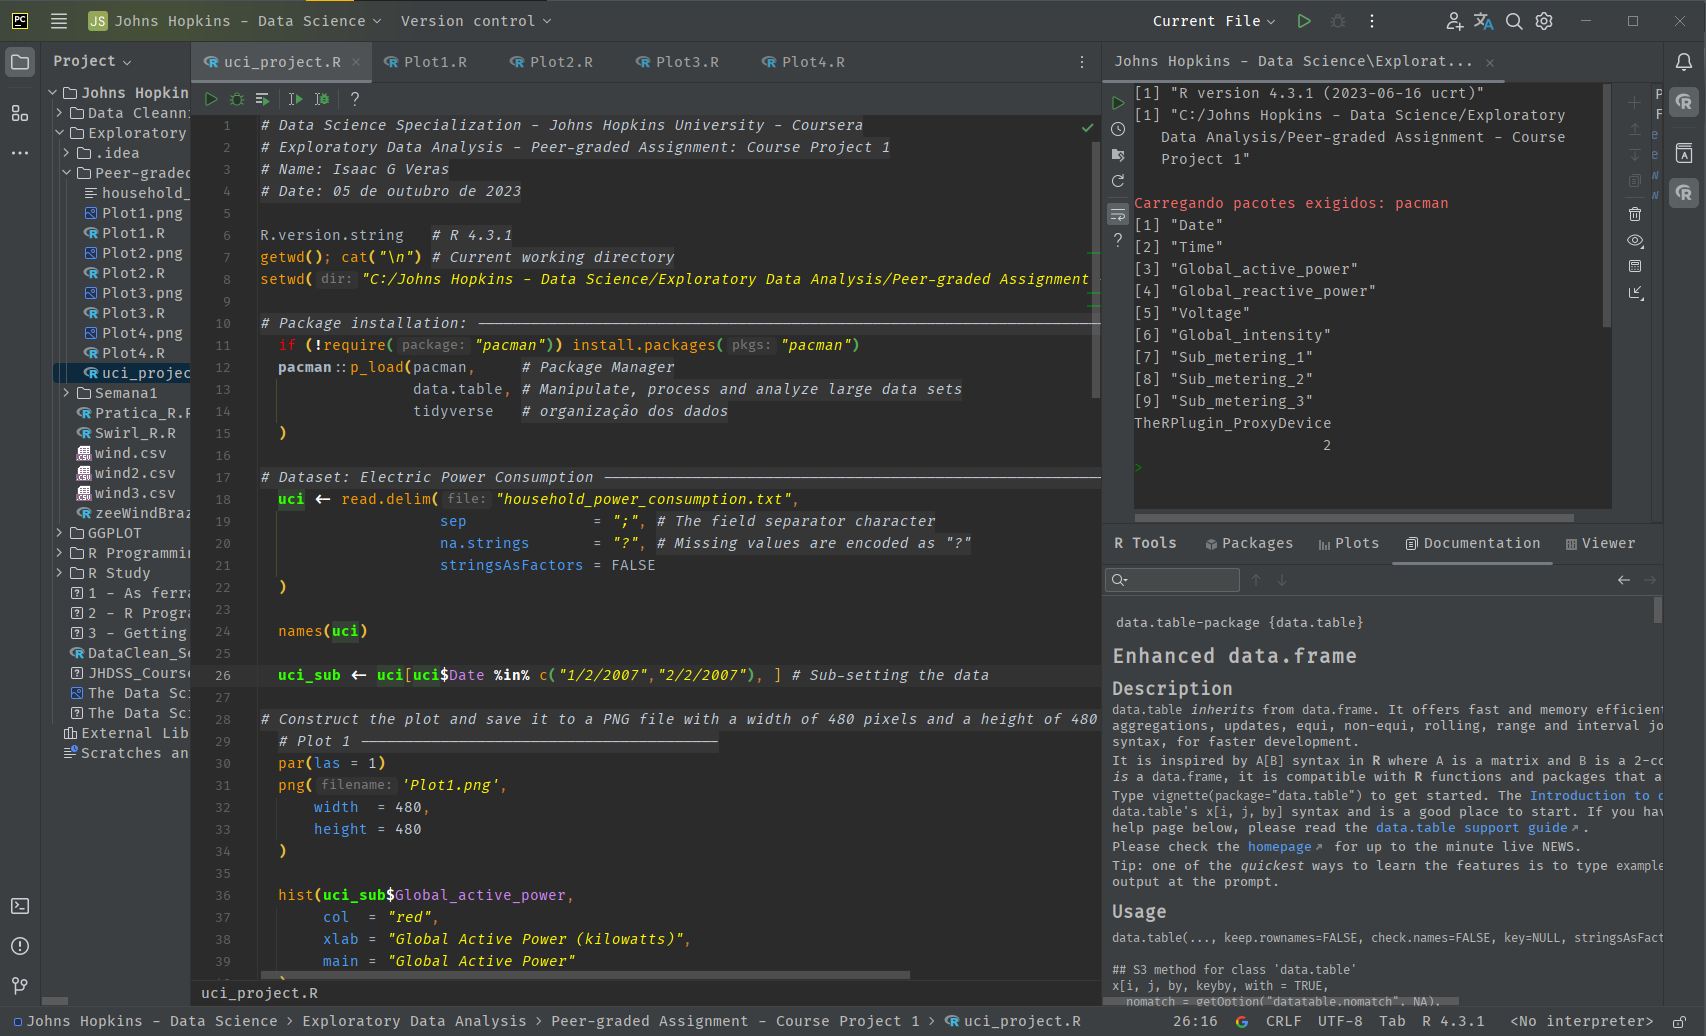 PC JS Johns Hopkins - Data Science Version control Current File
Project
Johns Hopkin
Data Cleann
Exploratory
.idea
Peer-graded
household_
Plot1.png
Plot1.R
Plot2.png
Plot2.R
Plot3.png
Plot3.R
Plot4.png
Plot4.R
uci_projec
Semana1
Pratica_R.R
Swirl_R.R
wind.csv
wind2.csv
wind3.csv
zeeWindBraz
GGPLOT
R Programmin
R Study
1 - As ferra
2 - R Progra
3 - Getting
DataClean_Se
JHDSS_Course
The Data Sci
The Data Sci
External Lib
Scratches an
uci_project.R Plot1.R Plot2.R Plot3.R Plot4.R
1 # Data Science Specialization - Johns Hopkins University - Coursera
2 # Exploratory Data Analysis - Peer-graded Assignment: Course Project 1
3 # Name: Isaac G Veras
4 # Date: 05 de outubro de 2023
5
6 R.version.string # R 4.3.1
7 getwd(); cat("\n") # Current working directory
8 setwd( dir: "C:/Johns Hopkins - Data Science/Exploratory Data Analysis/Peer-graded Assignment
9
10 # Package installation:
11 if (!require( package: "pacman")) install.packages( pkgs: "pacman")
12 pacman::p_load(pacman, # Package Manager
13 data.table, # Manipulate, process and analyze large data sets
14 tidyverse # organização dos dados
15 )
16
17 # Dataset: Electric Power Consumption
18 uci <- read.delim( file: "household_power_consumption.txt",
19 sep = ";", # The field separator character
20 na.strings = "?", # Missing values are encoded as "?"
21 stringsAsFactors = FALSE
22 )
23
24 names(uci)
25
26 uci_sub <- uci[uci$Date %in% c("1/2/2007","2/2/2007"), ] # Sub-setting the data
27
28 # Construct the plot and save it to a PNG file with a width of 480 pixels and a height of 480
29 # Plot 1
30 par(las = 1)
31 png( filename: 'Plot1.png',
32 width = 480,
33 height = 480
34 )
35
36 hist(uci_sub$Global_active_power,
37 col = "red",
38 xlab = "Global Active Power (kilowatts)",
39 main = "Global Active Power"
uci_project.R
Johns Hopkins - Data Science\Explorat...
[1] "R version 4.3.1 (2023-06-16 ucrt)"
[1] "C:/Johns Hopkins - Data Science/Exploratory
Data Analysis/Peer-graded Assignment - Course
Project 1"
Carregando pacotes exigidos: pacman
[1] "Date"
[2] "Time"
[3] "Global_active_power"
[4] "Global_reactive_power"
[5] "Voltage"
[6] "Global_intensity"
[7] "Sub_metering_1"
[8] "Sub_metering_2"
[9] "Sub_metering_3"
TheRPlugin_ProxyDevice
2
>
R Tools Packages Plots Documentation Viewer
data.table-package {data.table}
Enhanced data.frame
Description
data.table inherits from data.frame. It offers fast and memory efficient
aggregations, updates, equi, non-equi, rolling, range and interval jo
syntax, for faster development.
It is inspired by A[B] syntax in R where A is a matrix and B is a 2-co
is a data.frame, it is compatible with R functions and packages that a
Type vignette(package="data.table") to get started. The Introduction to d
data.table's x[i, j, by] syntax and is a good place to start. If you hav
help page below, please read the data.table support guide↗.
Please check the homepage↗ for up to the minute live NEWS.
Tip: one of the quickest ways to learn the features is to type example
output at the prompt.
Usage
data.table(..., keep.rownames=FALSE, check.names=FALSE, key=NULL, stringsAsFact
## S3 method for class 'data.table'
x[i, j, by, keyby, with = TRUE,
nomatch = getOption("datatable.nomatch", NA),
Johns Hopkins - Data Science > Exploratory Data Analysis > Peer-graded Assignment - Course Project 1 > uci_project.R 26:16 CRLF UTF-8 Tab R 4.3.1 <No interpreter>